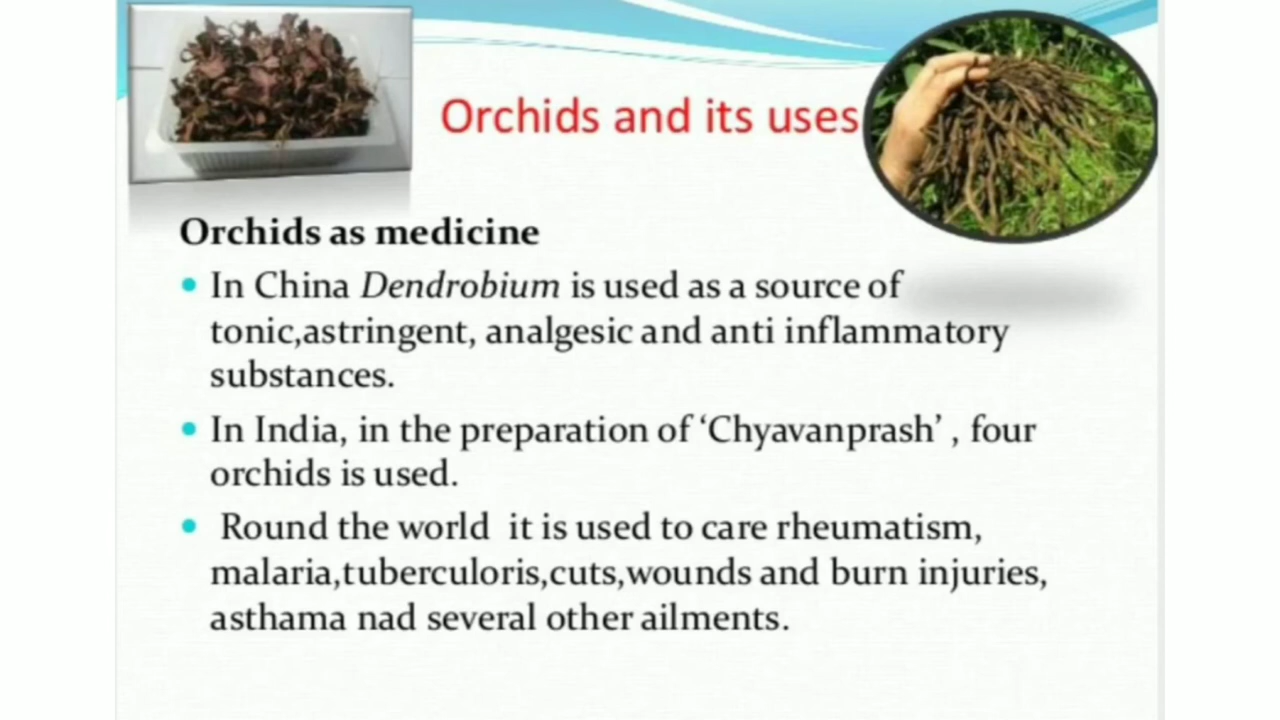 Orchids and its uses
Orchids as medicine
In China Dendrobium is used as a source of
tonic,astringent, analgesic and anti inflammatory
substances.
In India, in the preparation of ‘Chyavanprash’ , four
orchids is used.
Round the world it is used to care rheumatism,
malaria,tuberculoris,cuts,wounds and burn injuries,
asthama nad several other ailments.